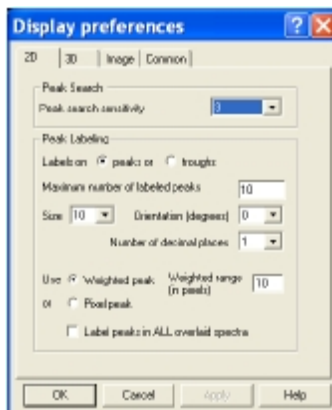 Display preferences
2D 3D Image Common
Peak Search
Peak search sensitivity 3
Peak Labeling
Labels on peaks or troughs
Maximum number of labeled peaks 10
Size 10 Orientation (degrees) 0
Number of decimal places 1
Use Weighted peak Weighted range (in pixels) 10
or Pixel peak
Label peaks in ALL overlaid spectra
OK Cancel Apply Help